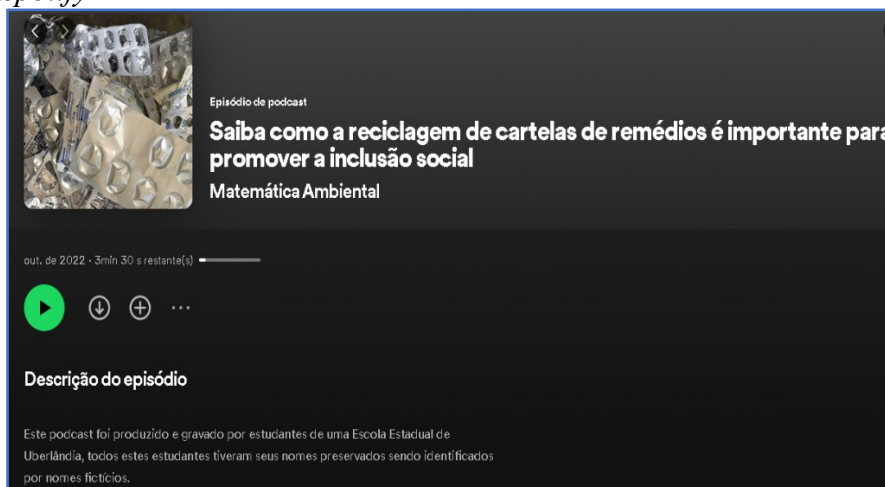 Episódio de podcast
Saiba como a reciclagem de cartelas de remédios é importante para
promover a inclusão social
Matemática Ambiental
out. de 2022 · 3min 30 s restante(s)
Descrição do episódio
Este podcast foi produzido e gravado por estudantes de uma Escola Estadual de
Uberlândia, todos estes estudantes tiveram seus nomes preservados sendo identificados
por nomes fictícios.